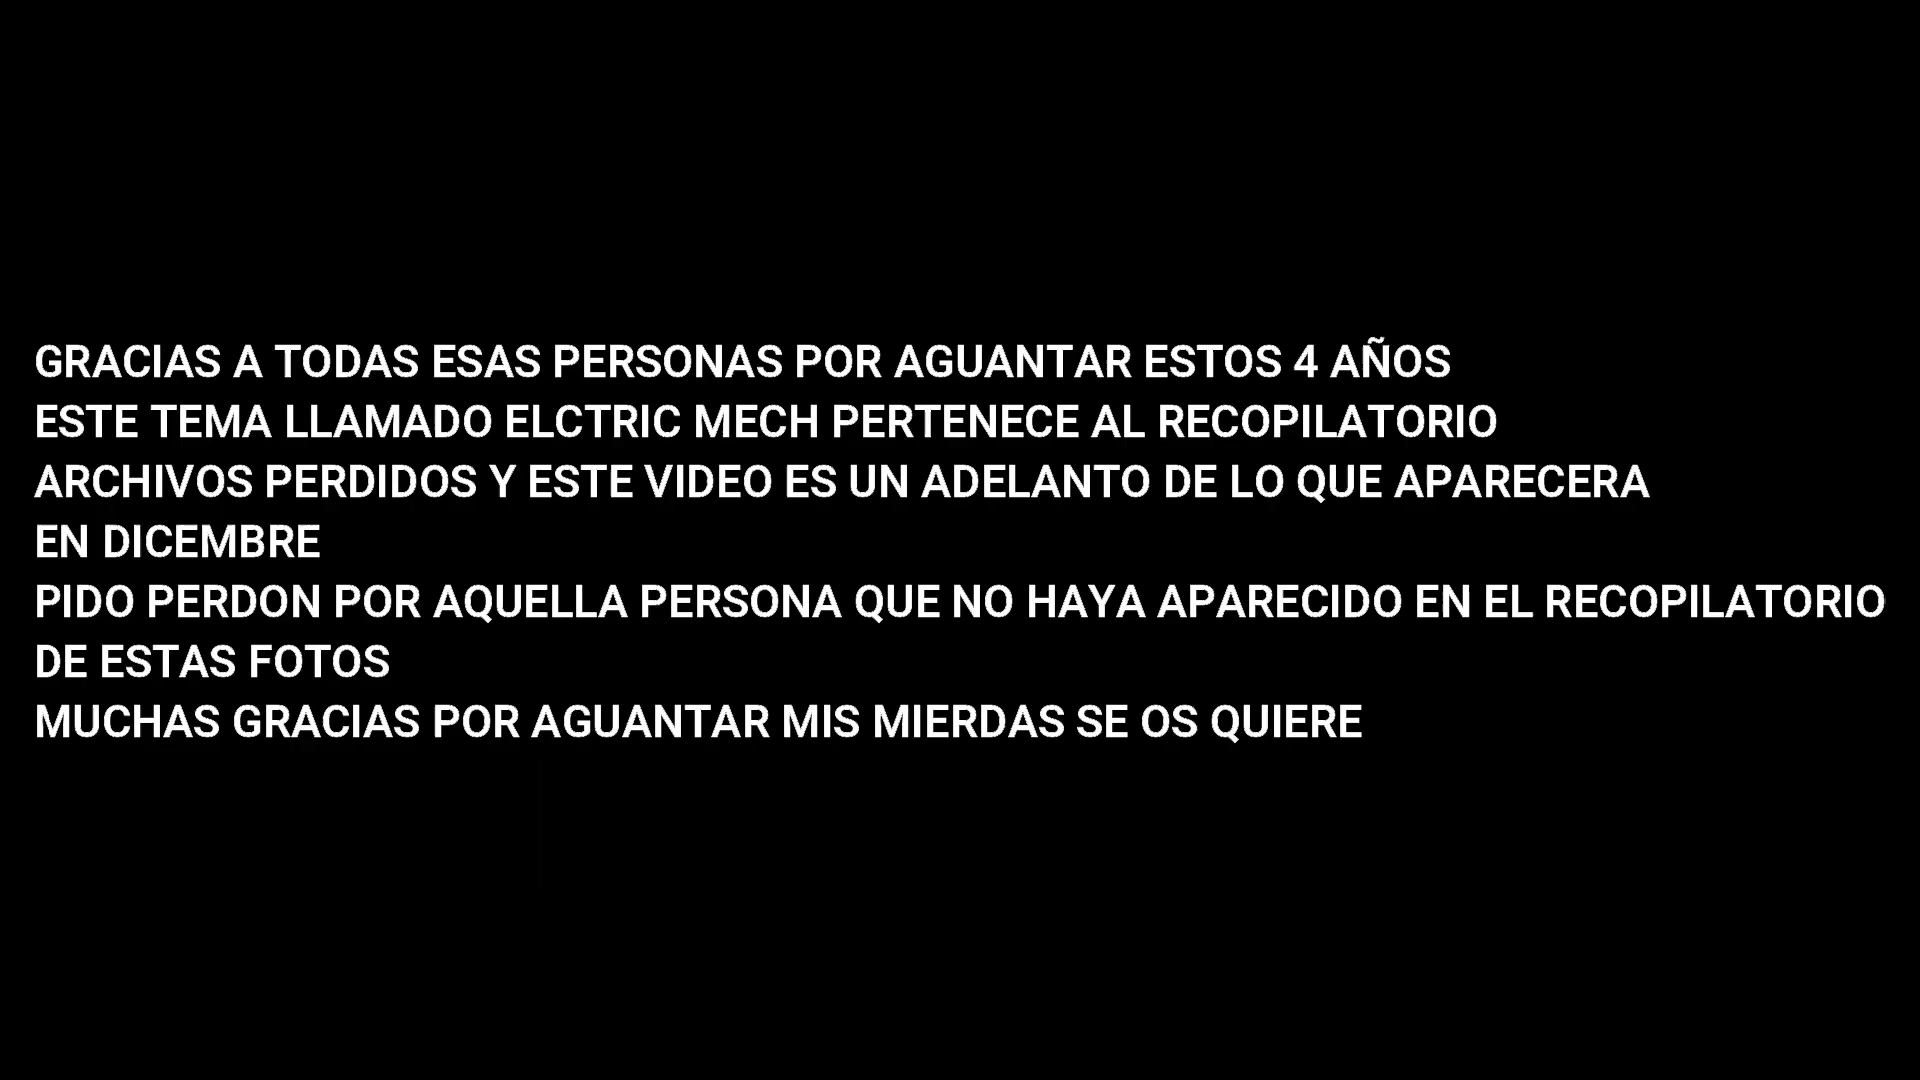 GRACIAS A TODAS ESAS PERSONAS POR AGUANTAR ESTOS 4 AÑOS
ESTE TEMA LLAMADO ELCTRIC MECH PERTENECE AL RECOPILATORIO
ARCHIVOS PERDIDOS Y ESTE VIDEO ES UN ADELANTO DE LO QUE APARECERA
EN DICEMBRE
PIDO PERDON POR AQUELLA PERSONA QUE NO HAYA APARECIDO EN EL RECOPILATORIO
DE ESTAS FOTOS
MUCHAS GRACIAS POR AGUANTAR MIS MIERDAS SE OS QUIERE